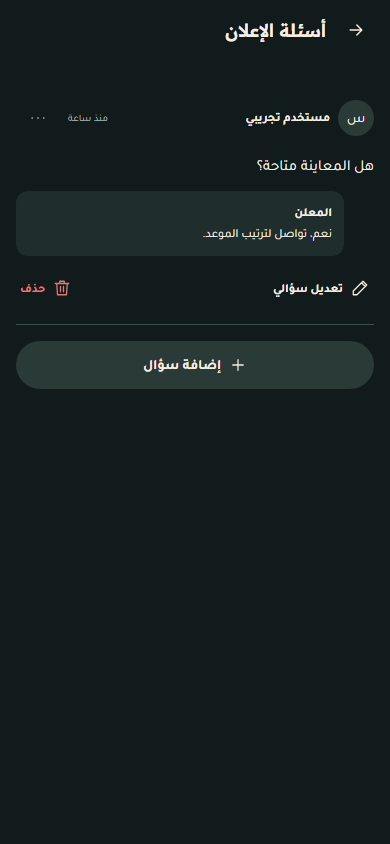 أسئلة الإعلان
س
مستخدم تجريبي
منذ ساعة
هل المعاينة متاحة؟
المعلن
نعم، تواصل لترتيب الموعد.
تعديل سؤالي
حذف
إضافة سؤال